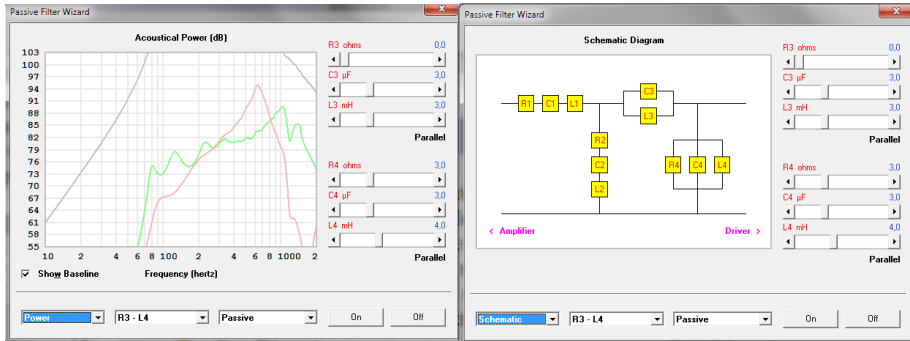 Passive Filter Wizard
Acoustical Power (dB)
103
100
97
94
91
88
85
82
79
76
73
70
67
64
61
58
55
10 2 4 6 8 100 2 4 6 8 1000 2
Show Baseline Frequency (hertz)
R3 ohms 0,0
C3 µF 3,0
L3 mH 3,0
Parallel
R4 ohms 3,0
C4 µF 3,0
L4 mH 4,0
Parallel
Power R3 - L4 Passive On Off
Passive Filter Wizard
Schematic Diagram
R1 C1 L1
C3
L3
R2
C2
L2
R4 C4 L4
< Amplifier Driver >
R3 ohms 0,0
C3 µF 3,0
L3 mH 3,0
Parallel
R4 ohms 3,0
C4 µF 3,0
L4 mH 4,0
Parallel
Schematic R3 - L4 Passive On Off